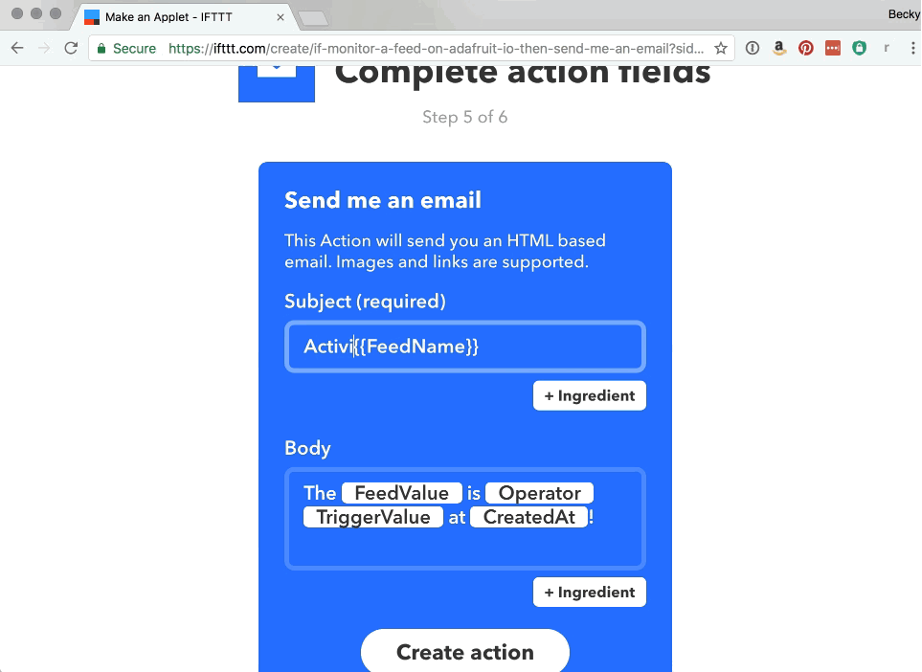 Make an Applet - IFTTT
Becky
Secure https://ifttt.com/create/if-monitor-a-feed-on-adafruit-io-then-send-me-an-email?sid...
Complete action fields
Step 5 of 6
Send me an email
This Action will send you an HTML based
email. Images and links are supported.
Subject (required)
Activi{{FeedName}}
+ Ingredient
Body
The FeedValue is Operator
TriggerValue at CreatedAt!
+ Ingredient
Create action